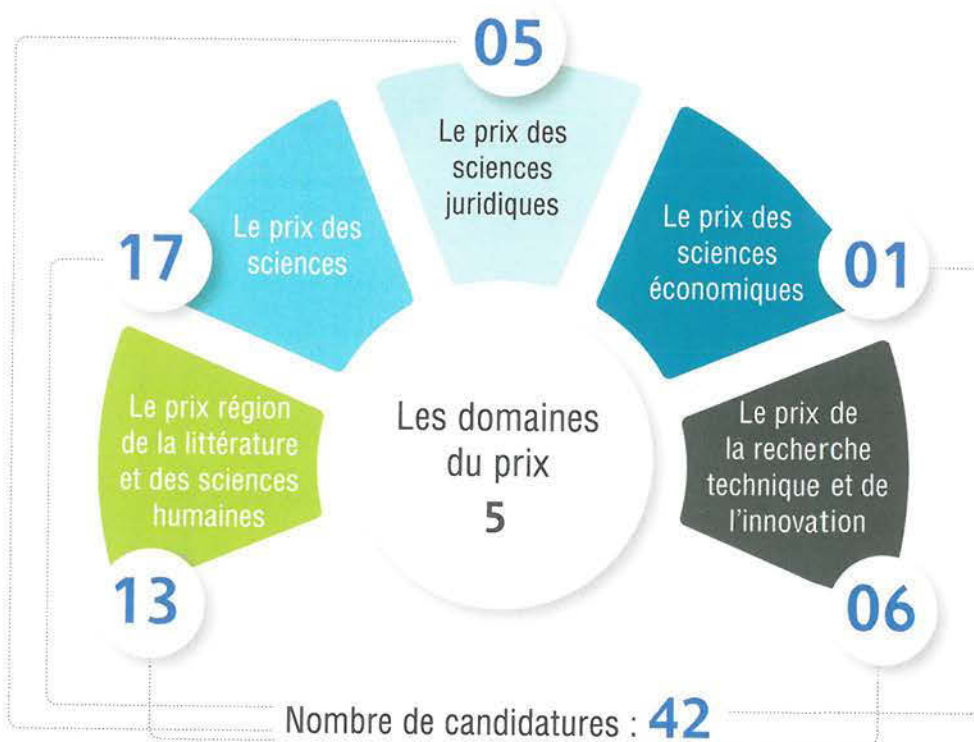 05
Le prix des
sciences
juridiques
17
Le prix des
sciences
Le prix des
sciences
économiques
01
Le prix région
de la littérature
et des sciences
humaines
13
Les domaines
du prix
5
Le prix de
la recherche
technique et de
l'innovation
06
Nombre de candidatures : 42